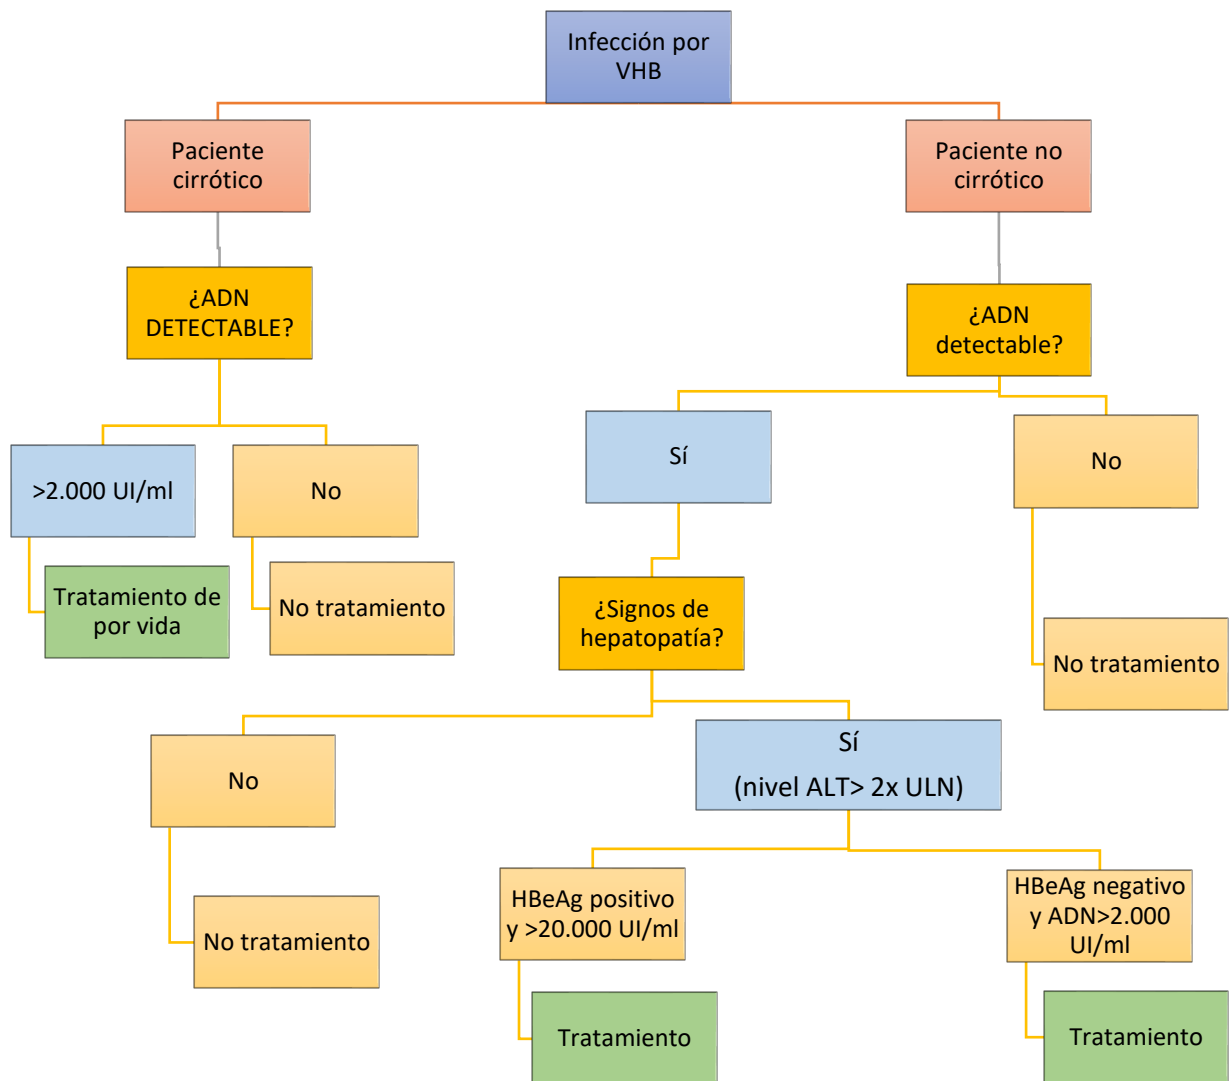 Infección por
VHB
Paciente
cirrótico
Paciente no
cirrótico
¿ADN
DETECTABLE?
¿ADN
detectable?
>2.000 UI/ml
No
Sí
No
Tratamiento de
por vida
No tratamiento
¿Signos de
hepatopatía?
No tratamiento
No
Sí
(nivel ALT> 2x ULN)
No tratamiento
HBeAg positivo
y >20.000 UI/ml
HBeAg negativo
y ADN>2.000
UI/ml
Tratamiento
Tratamiento